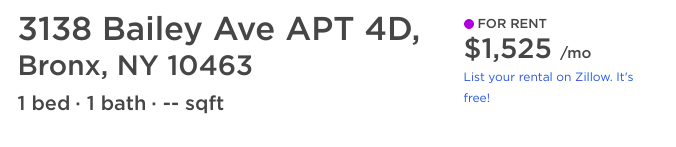 3138 Bailey Ave APT 4D,
Bronx, NY 10463
1 bed · 1 bath · -- sqft
FOR RENT
$1,525 /mo
List your rental on Zillow. It's
free!